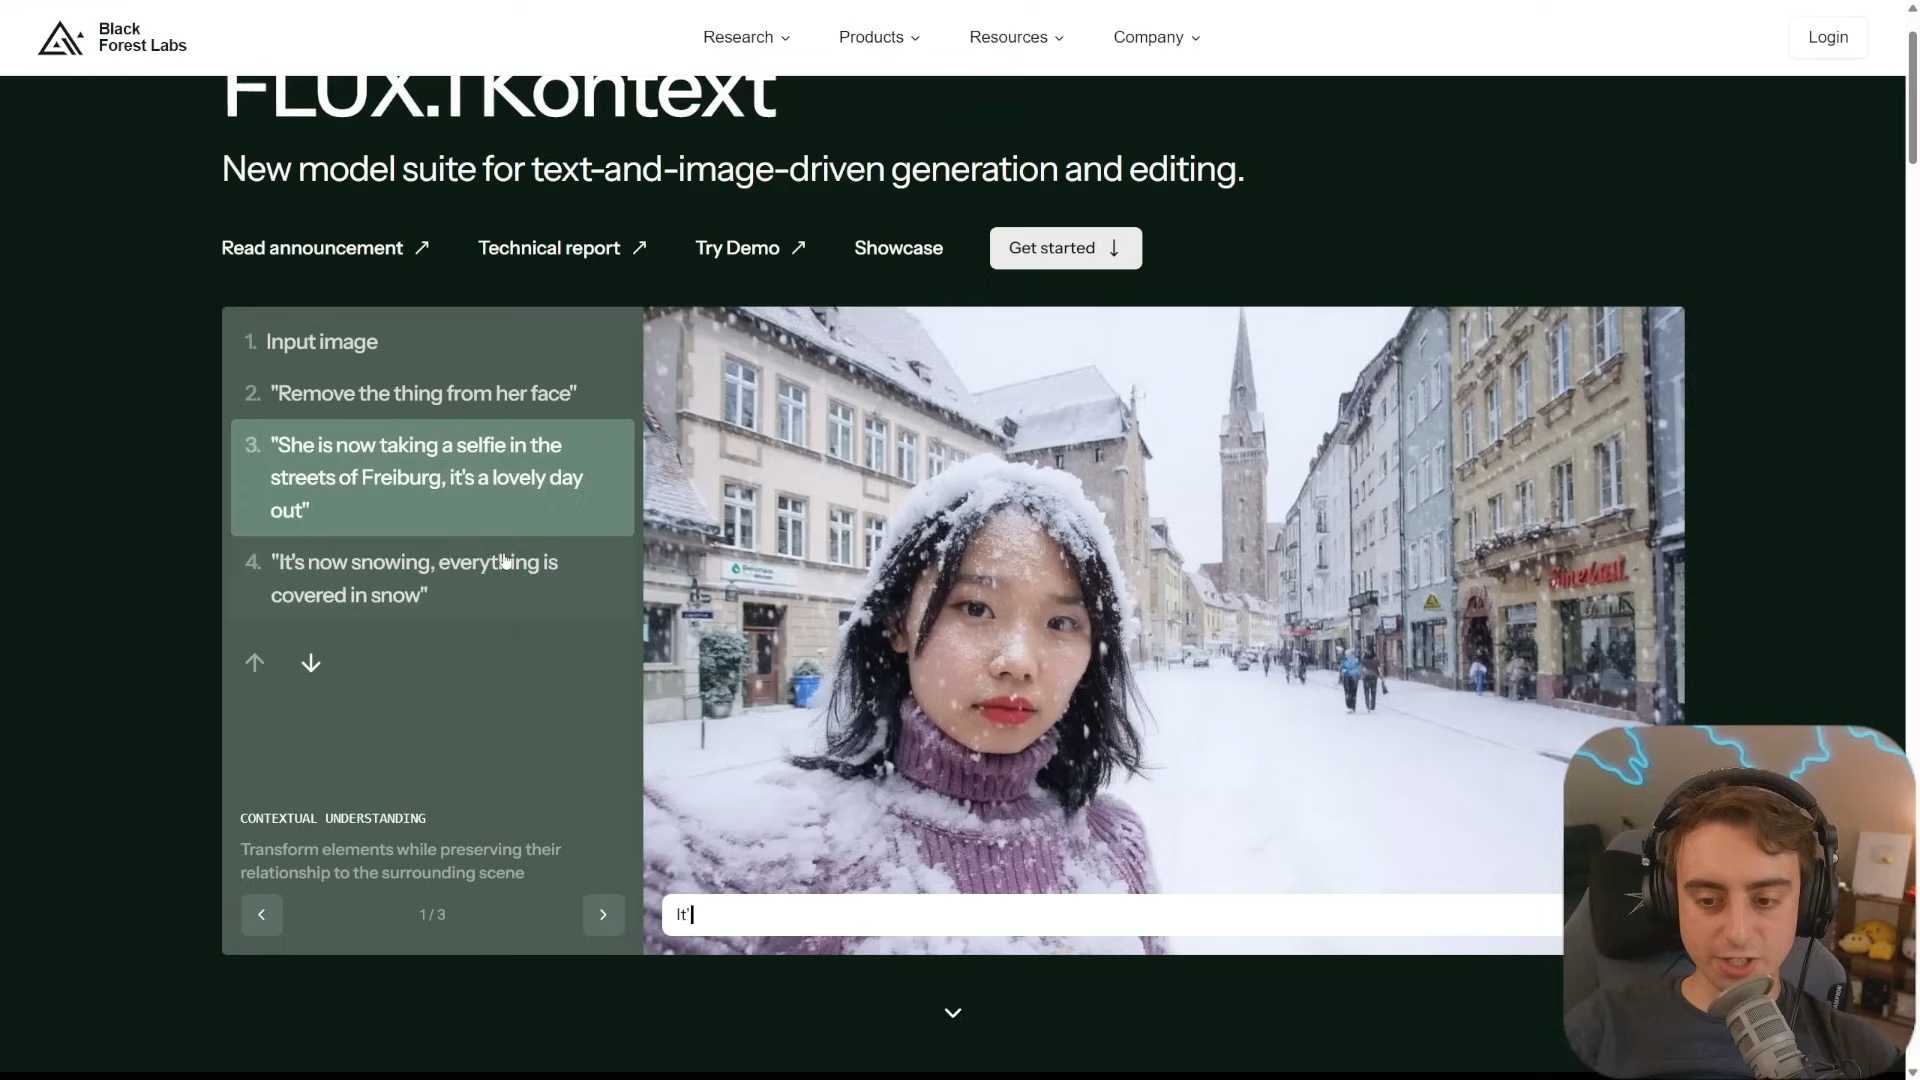 Black
Forest Labs
Research
Products
Resources
Company
Login
FLUX.1 Kontext
New model suite for text-and-image-driven generation and editing.
Read announcement ↗
Technical report ↗
Try Demo ↗
Showcase
Get started ↓
1. Input image
2. "Remove the thing from her face"
3. "She is now taking a selfie in the
streets of Freiburg, it's a lovely day
out"
4. "It's now snowing, everything is
covered in snow"
CONTEXTUAL UNDERSTANDING
Transform elements while preserving their
relationship to the surrounding scene
1 / 3
It'